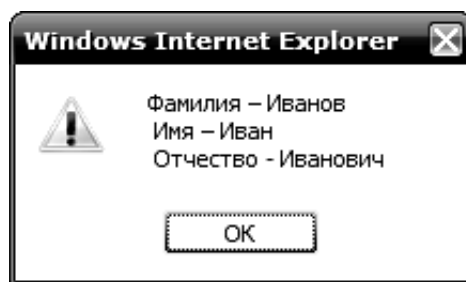 Windows Internet Explorer
Фамилия – Иванов
Имя – Иван
Отчество - Иванович
OK